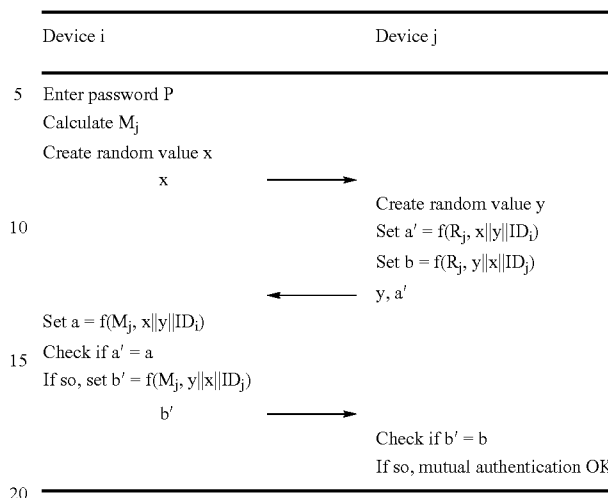 Device i Device j
5 Enter password P
Calculate Mj
Create random value x
x
Create random value y
10 Set a′ = f(Rj, x||y||IDi)
Set b = f(Rj, y||x||IDj)
y, a′
Set a = f(Mj, x||y||IDi)
15 Check if a′ = a
If so, set b′ = f(Mj, y||x||IDj)
b′
Check if b′ = b
If so, mutual authentication OK
20